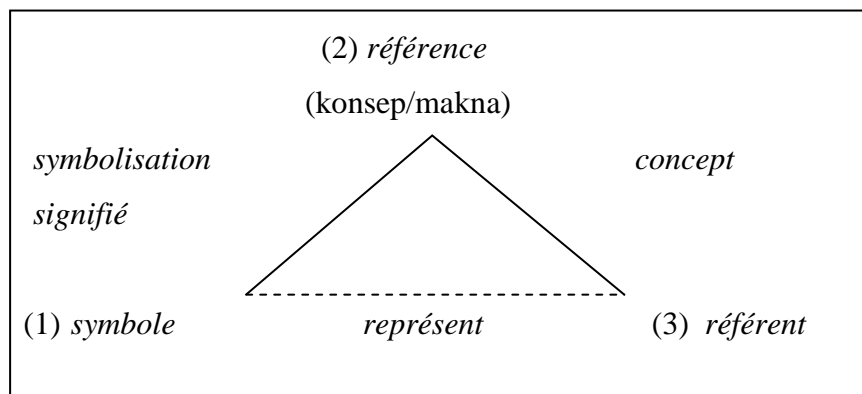 (2) référence
(konsep/makna)
symbolisation
concept
signifié
(1) symbole
représent
(3) référent